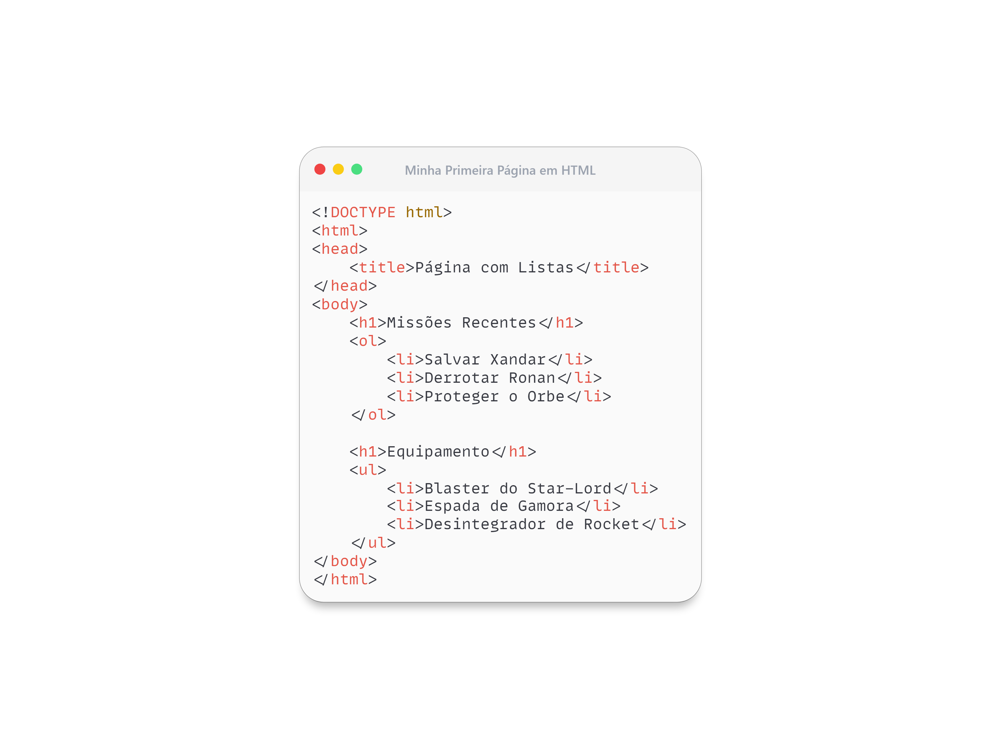 Minha Primeira Página em HTML
<!DOCTYPE html>
<html>
<head>
    <title>Página com Listas</title>
</head>
<body>
    <h1>Missões Recentes</h1>
    <ol>
        <li>Salvar Xandar</li>
        <li>Derrotar Ronan</li>
        <li>Proteger o Orbe</li>
    </ol>

    <h1>Equipamento</h1>
    <ul>
        <li>Blaster do Star-Lord</li>
        <li>Espada de Gamora</li>
        <li>Desintegrador de Rocket</li>
    </ul>
</body>
</html>